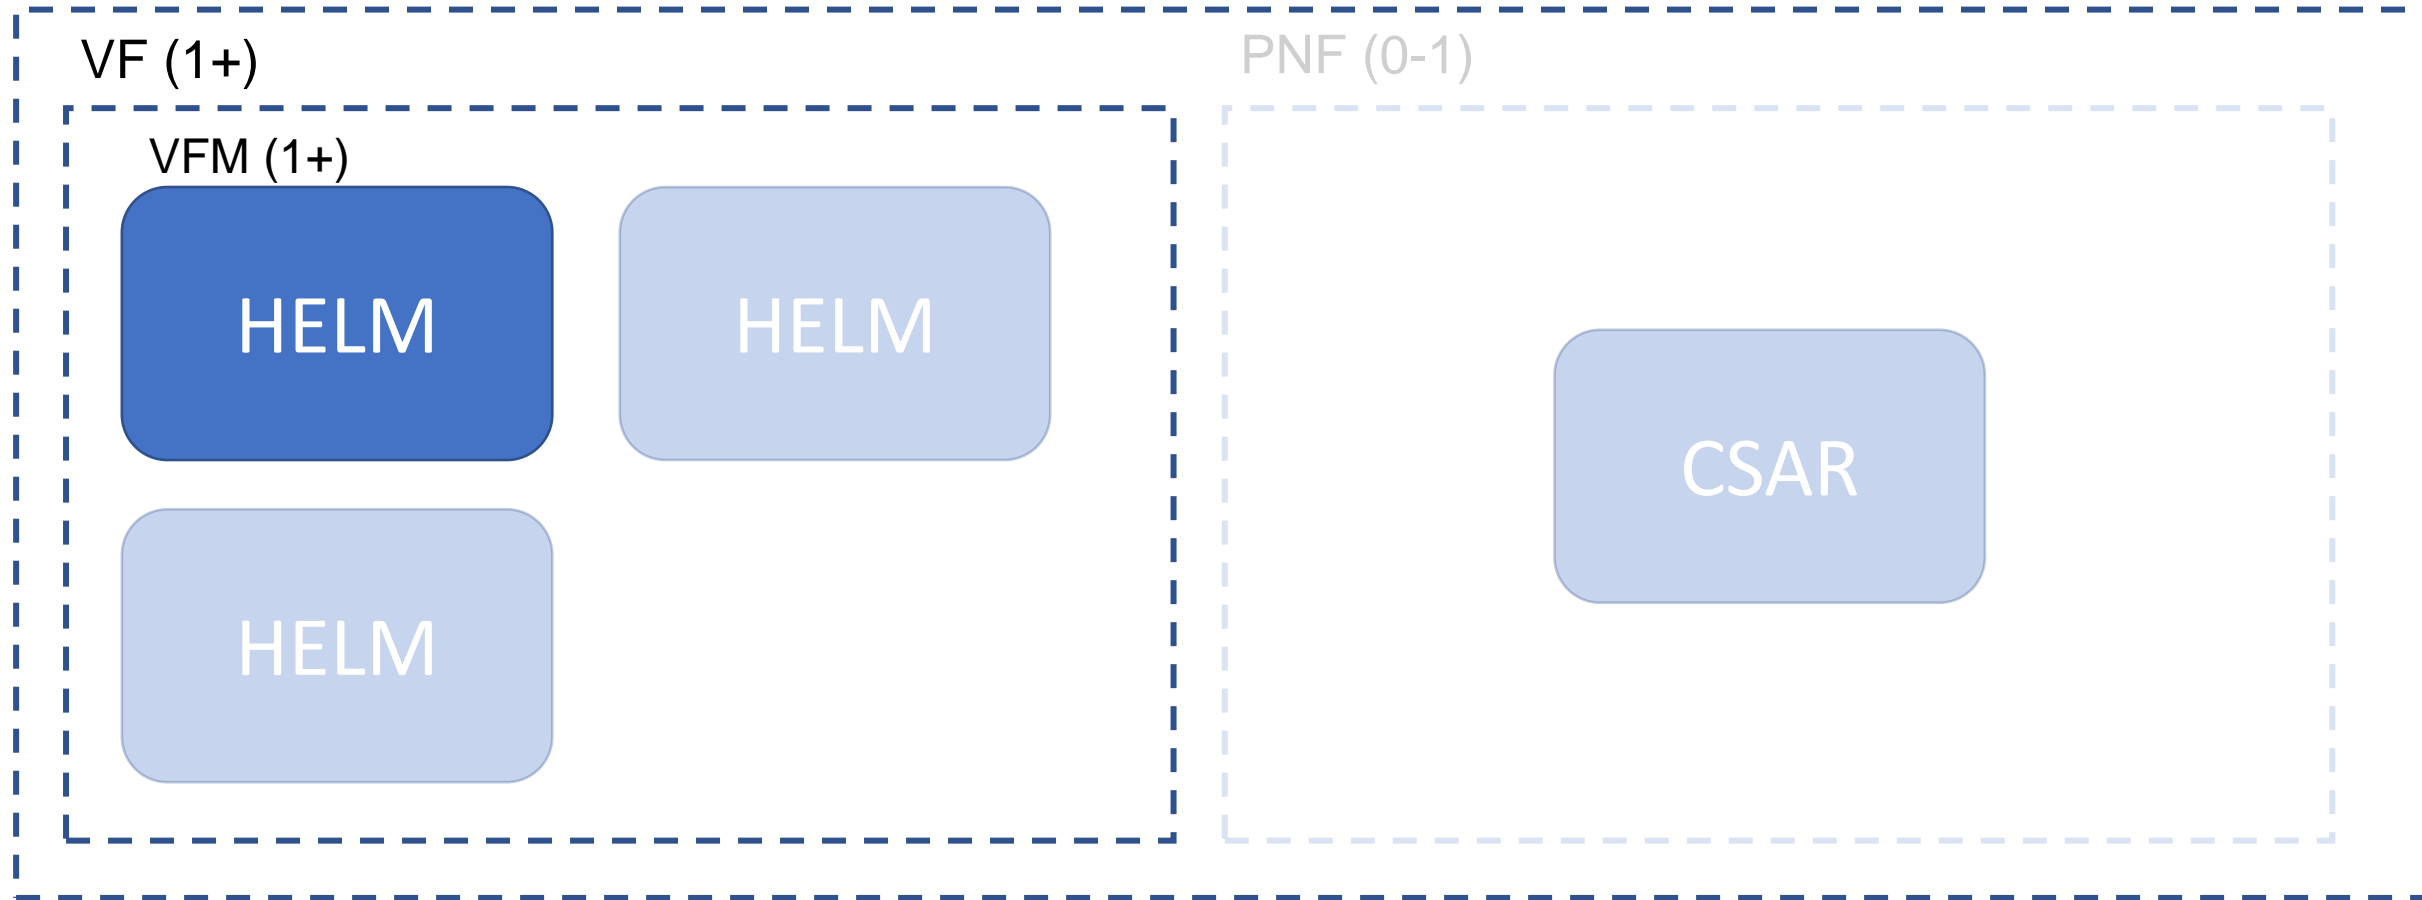 VF (1+)
PNF (0-1)
VFM (1+)
HELM
HELM
CSAR
HELM